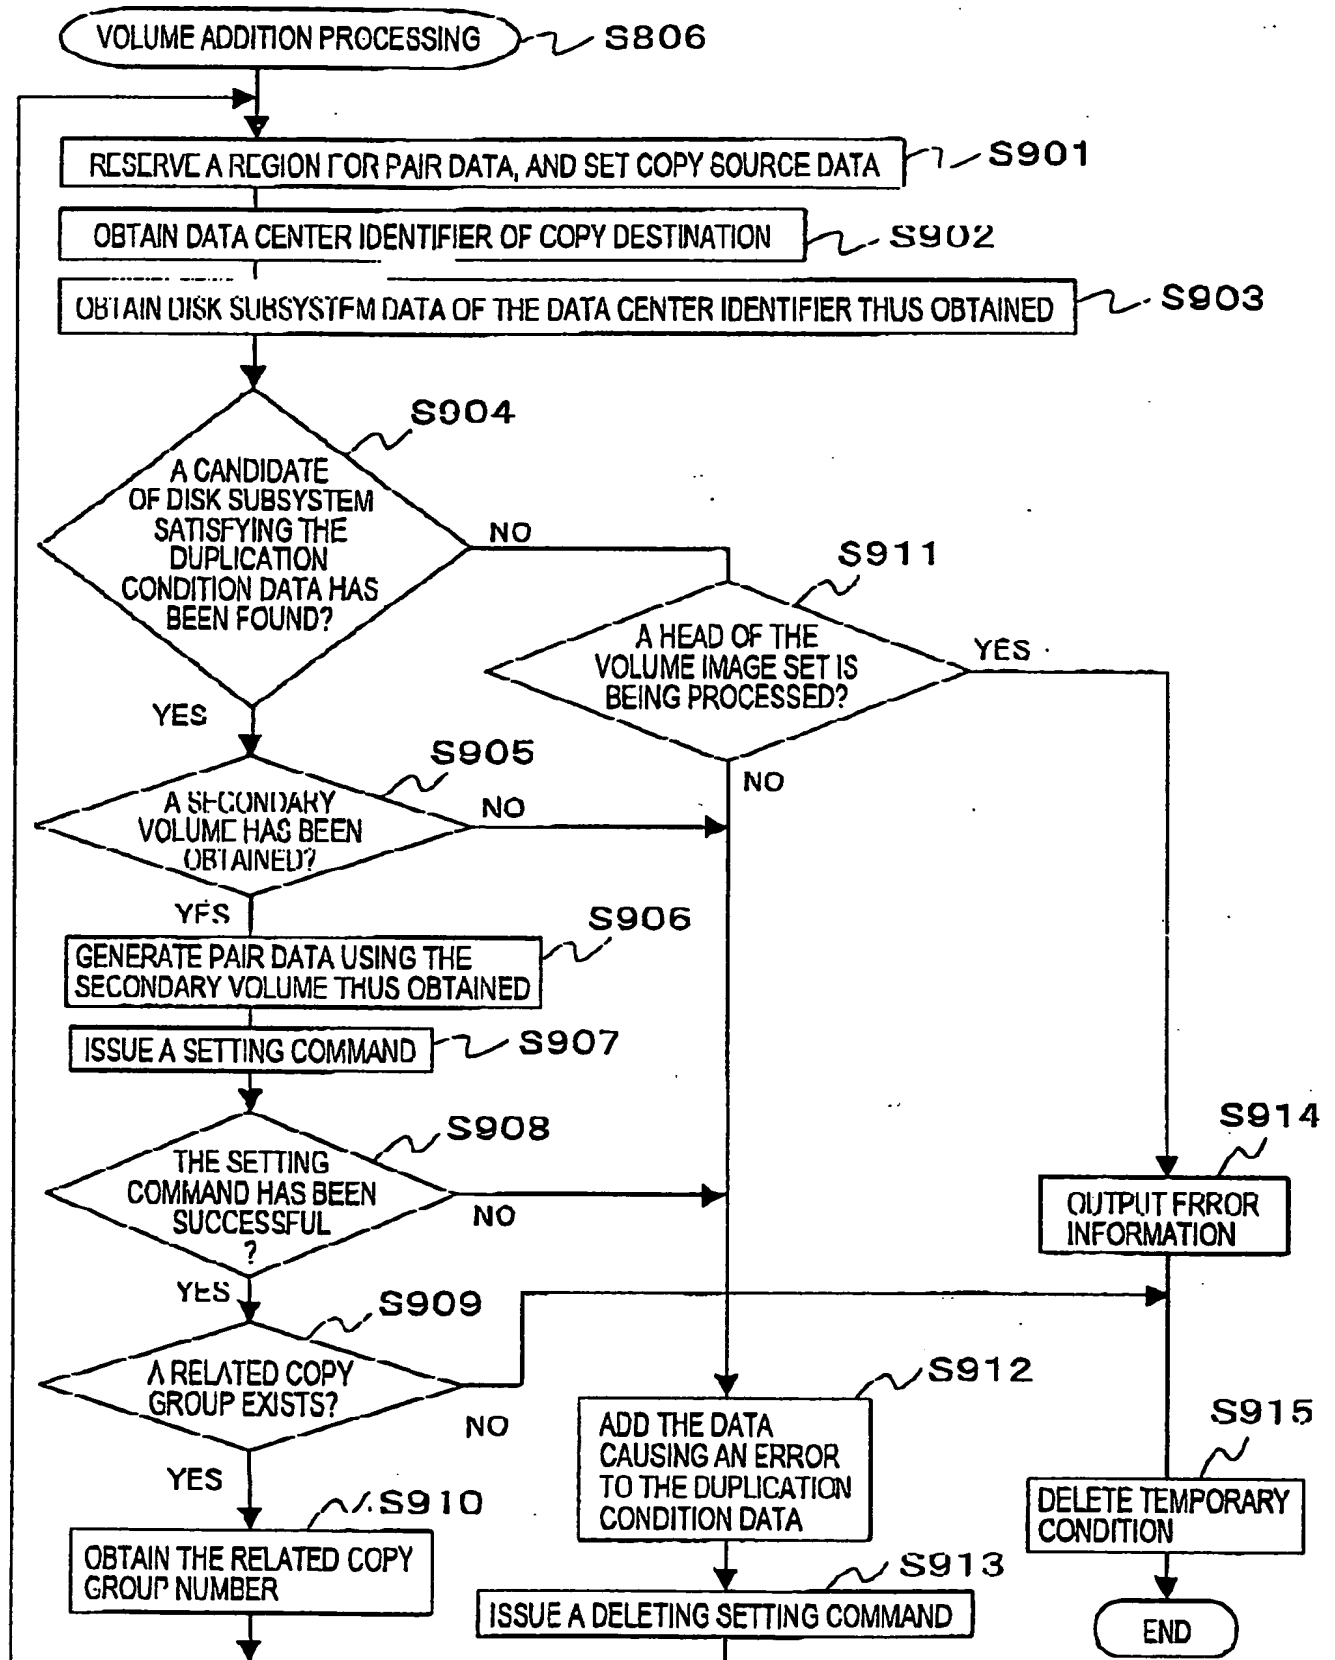 VOLUME ADDITION PROCESSING
S806
RESERVE A REGION FOR PAIR DATA, AND SET COPY SOURCE DATA
S901
OBTAIN DATA CENTER IDENTIFIER OF COPY DESTINATION
S902
OBTAIN DISK SUBSYSTEM DATA OF THE DATA CENTER IDENTIFIER THUS OBTAINED
S903
S904
A CANDIDATE
OF DISK SUBSYSTEM
SATISFYING THE
DUPLICATION
CONDITION DATA HAS
BEEN FOUND?
NO
YES
S911
A HEAD OF THE
VOLUME IMAGE SET IS
BEING PROCESSED?
YES
NO
S905
A SECONDARY
VOLUME HAS BEEN
OBTAINED?
NO
YES
S906
GENERATE PAIR DATA USING THE
SECONDARY VOLUME THUS OBTAINED
ISSUE A SETTING COMMAND
S907
S908
THE SETTING
COMMAND HAS BEEN
SUCCESSFUL
?
NO
YES
S914
OUTPUT ERROR
INFORMATION
S909
A RELATED COPY
GROUP EXISTS?
NO
YES
S912
ADD THE DATA
CAUSING AN ERROR
TO THE DUPLICATION
CONDITION DATA
S915
DELETE TEMPORARY
CONDITION
S910
OBTAIN THE RELATED COPY
GROUP NUMBER
S913
ISSUE A DELETING SETTING COMMAND
END